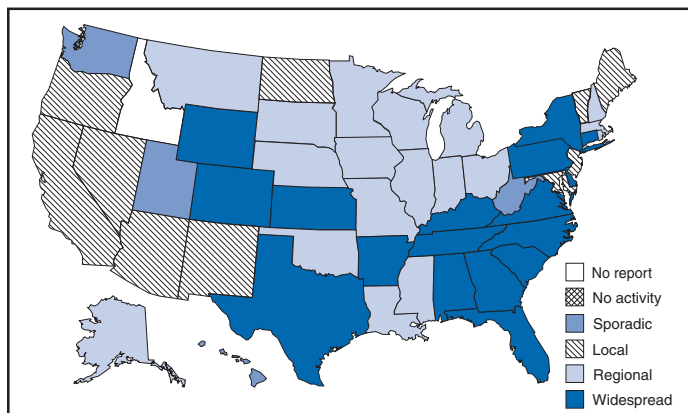 No report
No activity
Sporadic
Local
Regional
Widespread